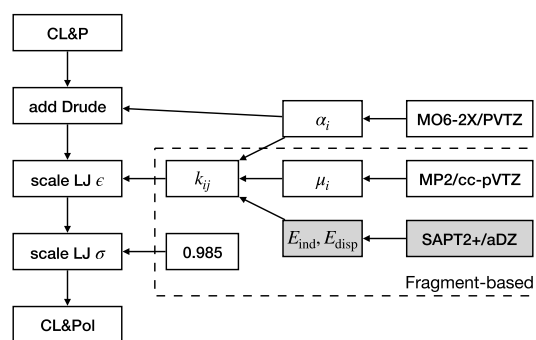 CL&P
add Drude
αi
MO6-2X/PVTZ
scale LJ ϵ
kij
μi
MP2/cc-pVTZ
scale LJ σ
0.985
Eind, Edisp
SAPT2+/aDZ
Fragment-based
CL&Pol